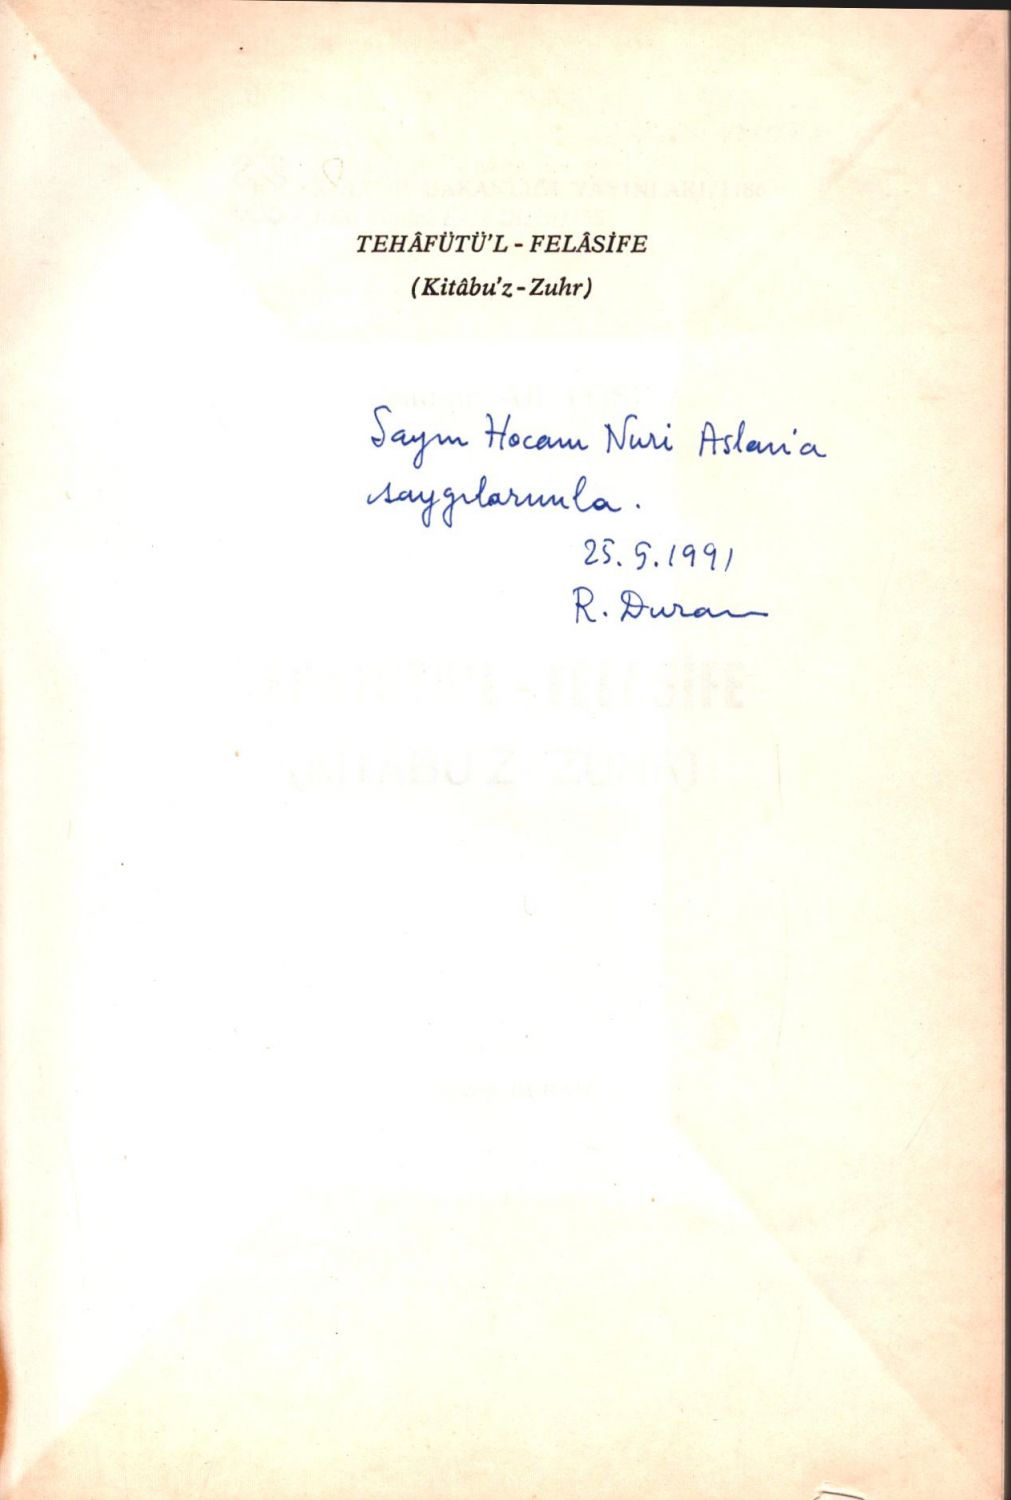 TEHÂFÜTÜ'L - FELÂSİFE
(Kitâbu'z - Zuhr)
Sayın Hocam Nuri Aslan'a
saygılarımla.
25.5.1991
R. Duran